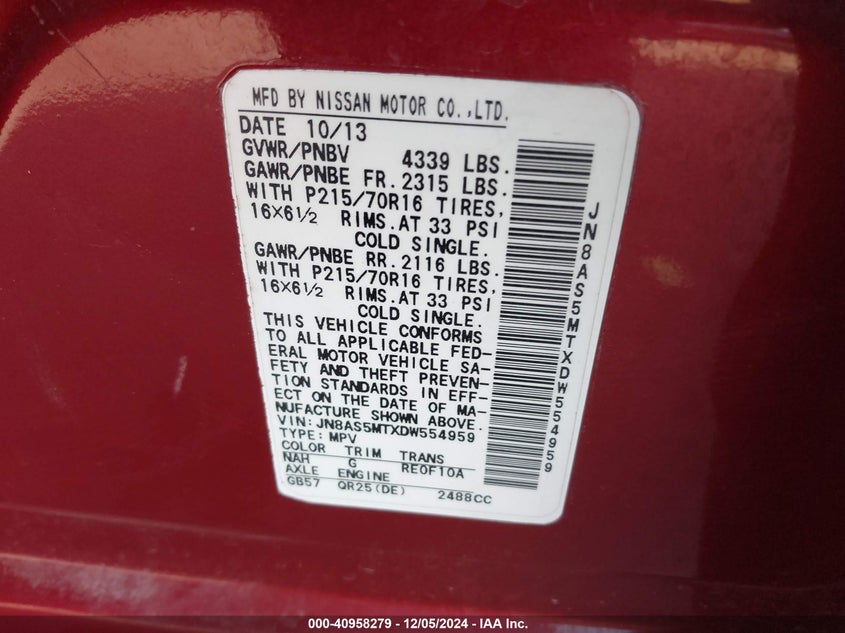 MFD BY NISSAN MOTOR CO.,LTD.
DATE 10/13
GVWR/PNBV 4339 LBS.
GAWR/PNBE FR.2315 LBS.
WITH P215/70R16 TIRES,
16X6½ RIMS.AT 33 PSI
COLD SINGLE.
GAWR/PNBE RR.2116 LBS.
WITH P215/70R16 TIRES,
16X6½ RIMS.AT 33 PSI
COLD SINGLE.
THIS VEHICLE CONFORMS
TO ALL APPLICABLE FED-
ERAL MOTOR VEHICLE SA-
FETY AND THEFT PREVEN-
TION STANDARDS IN EFF-
ECT ON THE DATE OF MA-
NUFACTURE SHOWN ABOVE.
VIN: JN8AS5MTXDW554959
TYPE: MPV
COLOR TRIM TRANS
NAH G RE0F10A
AXLE ENGINE
GB57 QR25(DE) 2488CC
JN8AS5MTXDW554959
000-40958279 - 12/05/2024 - IAA Inc.